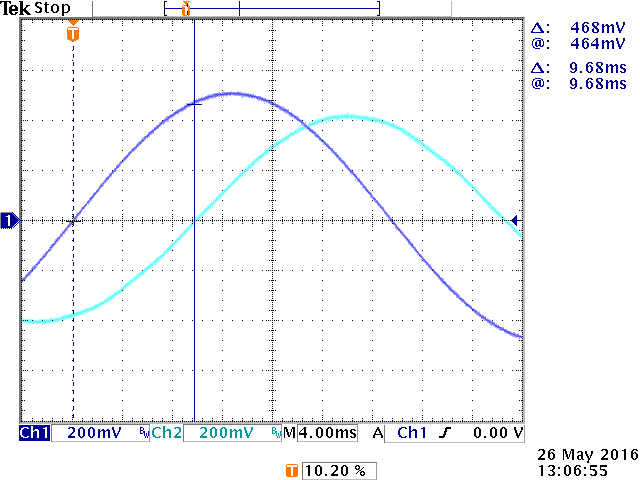 Tek Stop
T
T
Δ: 468mV
@: 464mV
Δ: 9.68ms
@: 9.68ms
1
Ch1 200mV BW Ch2 200mV BW M 4.00ms A Ch1 0.00 V
T 10.20 %
26 May 2016
13:06:55